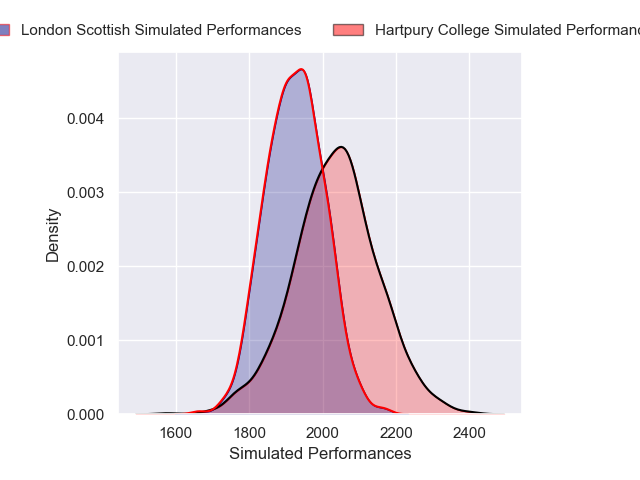 London Scottish Simulated Performances
Hartpury College Simulated
0.004
0.003
0.002
0.001
0.000
Density
1600 1800 2000 2200 2400
Simulated Performances